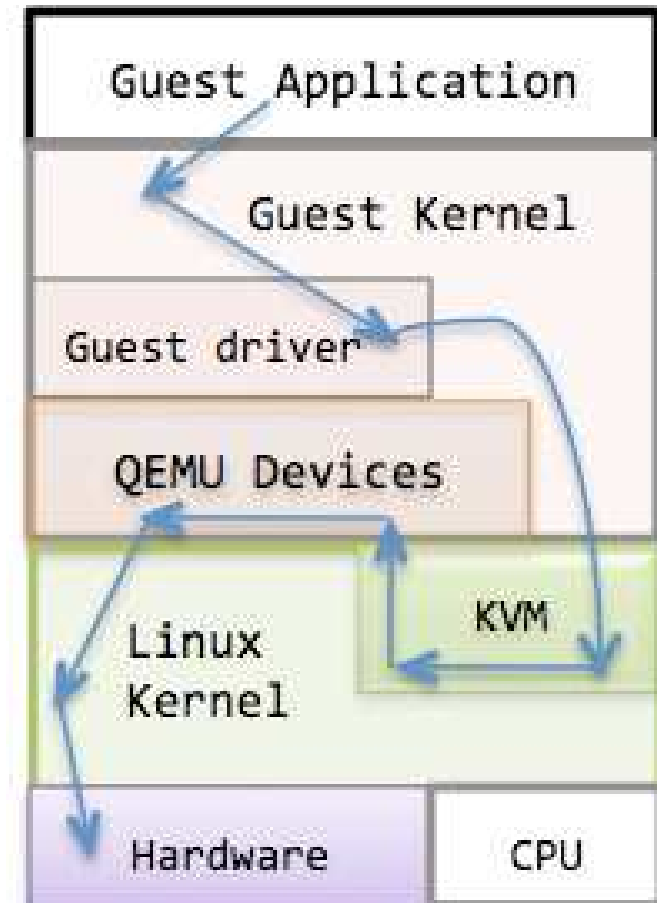 Guest Application
Guest Kernel
Guest driver
QEMU Devices
KVM
Linux
Kernel
Hardware
CPU